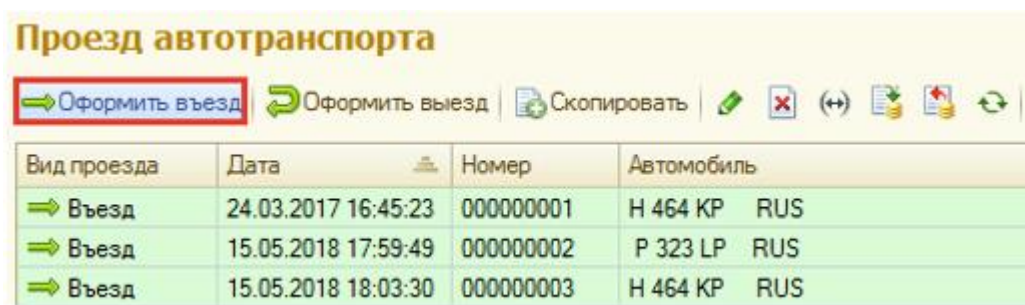 Проезд автотранспорта
Оформить въезд Оформить выезд Скопировать
Вид проезда Дата Номер Автомобиль
Въезд 24.03.2017 16:45:23 000000001 Н 464 КР RUS
Въезд 15.05.2018 17:59:49 000000002 Р 323 LP RUS
Въезд 15.05.2018 18:03:30 000000003 Н 464 КР RUS